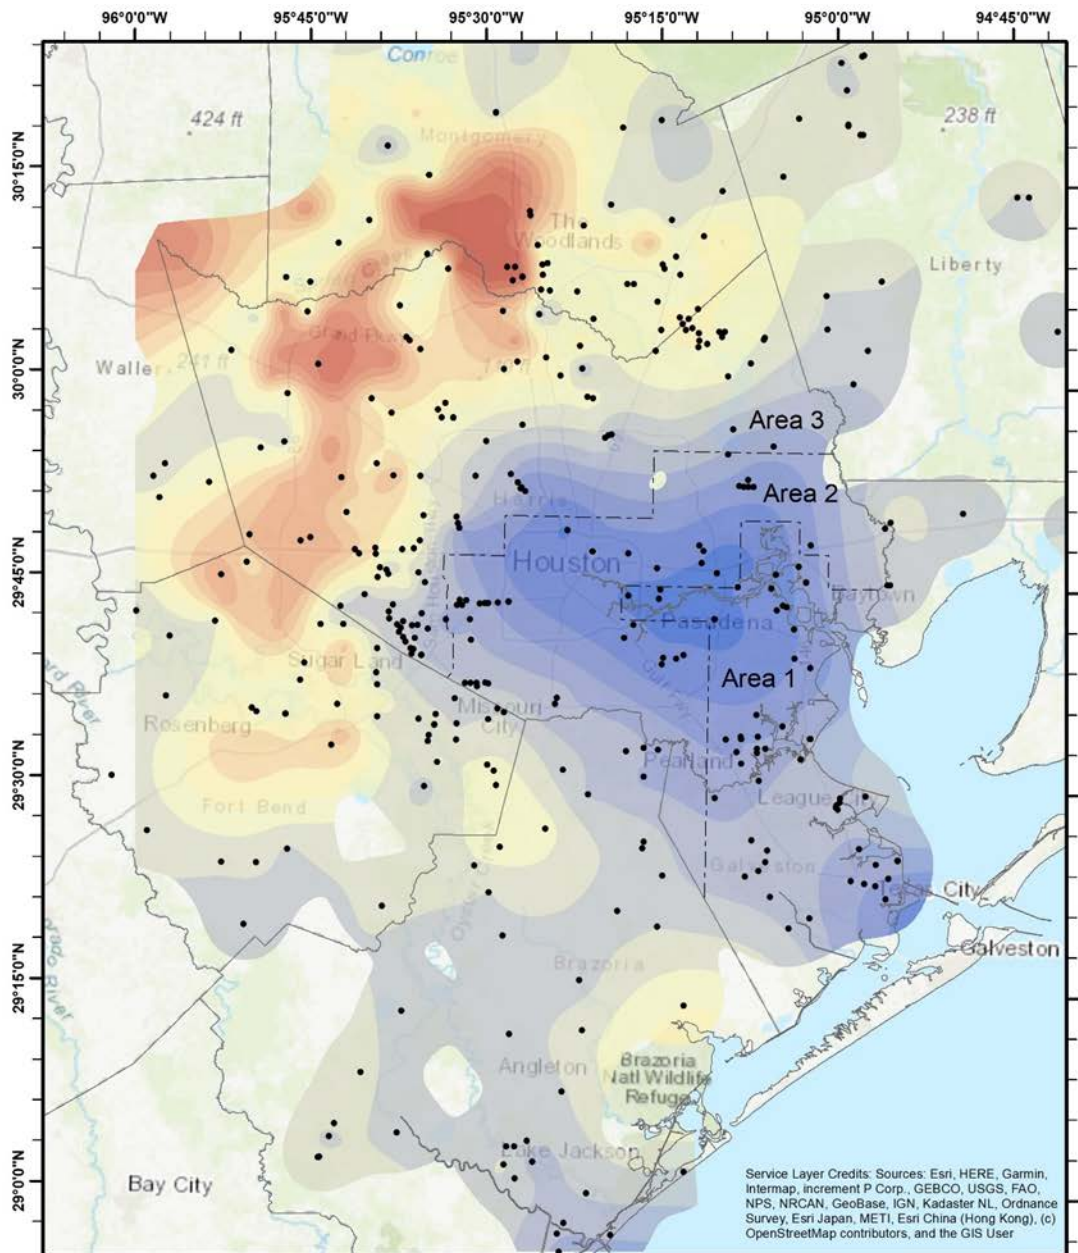 96°0'0"W 95°45'0"W 95°30'0"W 95°15'0"W 95°0'0"W 94°45'0"W
Conroe
424 ft
238 ft
Montgomery
30°15'0"N
The
Woodlands
Liberty
Waller
241 ft
30°0'0"N
Area 3
Harris
Area 2
Houston
29°45'0"N
Baytown
Pasadena
Sugar Land
Area 1
Missouri
City
Rosenberg
Pearland
29°30'0"N
League City
Fort Bend
Galveston
Texas City
Galveston
29°15'0"N
Brazoria
Angleton
Brazoria
Natl Wildlife
Refuge
Lake Jackson
29°0'0"N
Bay City
Service Layer Credits: Sources: Esri, HERE, Garmin,
Intermap, increment P Corp., GEBCO, USGS, FAO,
NPS, NRCAN, GeoBase, IGN, Kadaster NL, Ordnance
Survey, Esri Japan, METI, Esri China (Hong Kong), (c)
OpenStreetMap contributors, and the GIS User